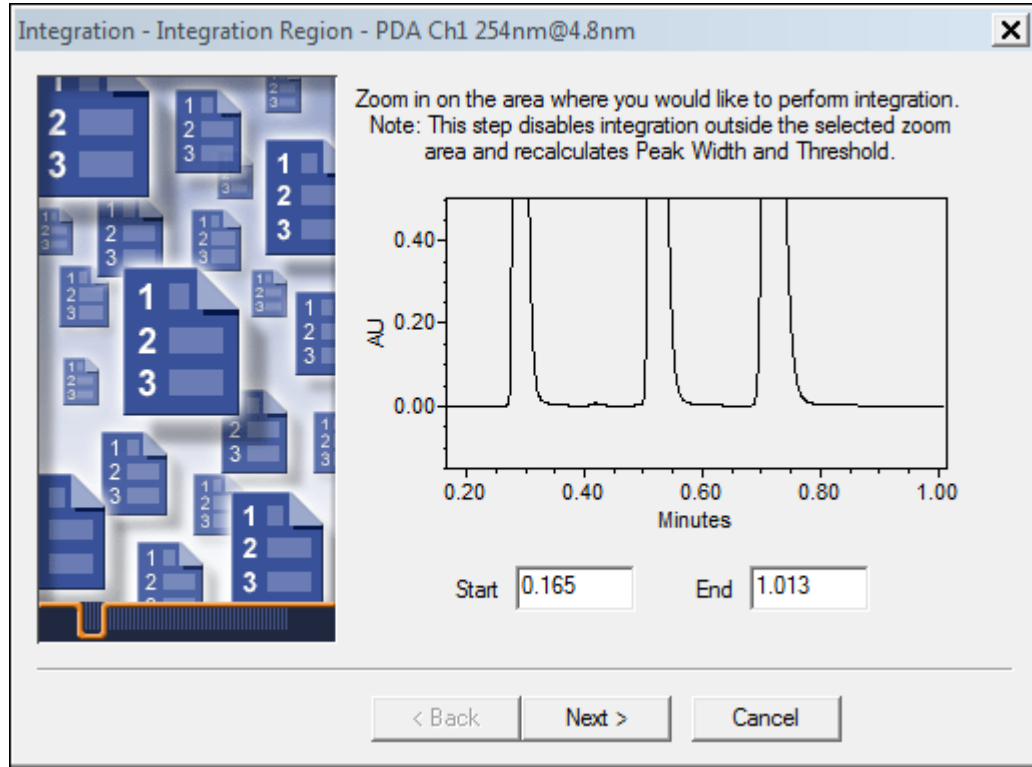 Integration - Integration Region - PDA Ch1 254nm@4.8nm
Zoom in on the area where you would like to perform integration.
Note: This step disables integration outside the selected zoom
area and recalculates Peak Width and Threshold.
1
2
3
0.40
0.20
0.00
AU
0.20 0.40 0.60 0.80 1.00
Minutes
Start 0.165 End 1.013
< Back Next > Cancel